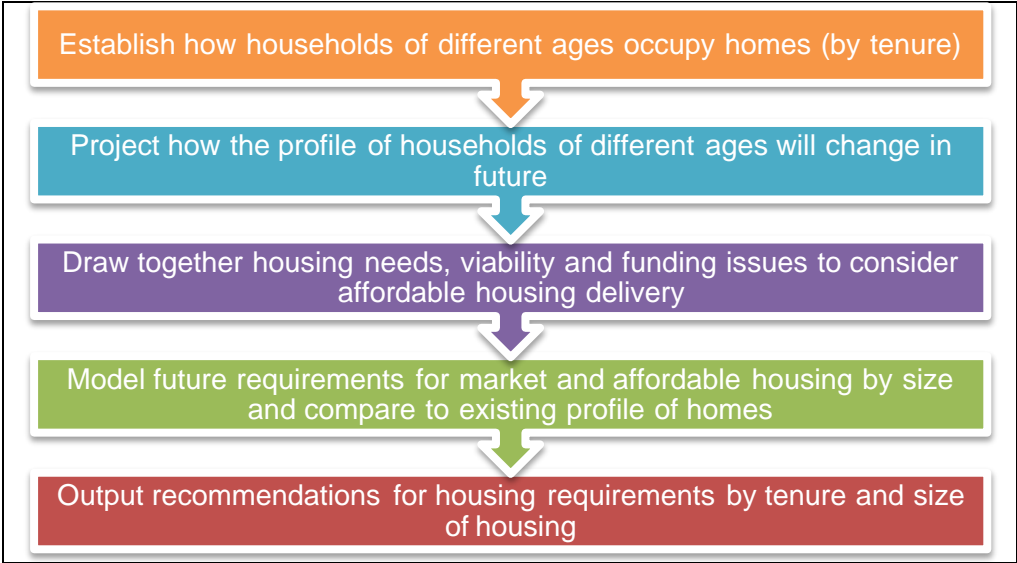 Establish how households of different ages occupy homes (by tenure)
Project how the profile of households of different ages will change in
future
Draw together housing needs, viability and funding issues to consider
affordable housing delivery
Model future requirements for market and affordable housing by size
and compare to existing profile of homes
Output recommendations for housing requirements by tenure and size
of housing